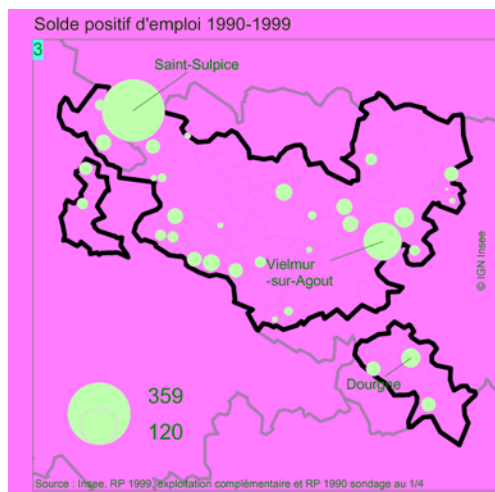 Solde positif d'emploi 1990-1999
3
Saint-Sulpice
Vielmur
-sur-Agout
© IGN Insee
Dourgne
359
120
Source : Insee. RP 1999, exploitation complémentaire et RP 1990 sondage au 1/4